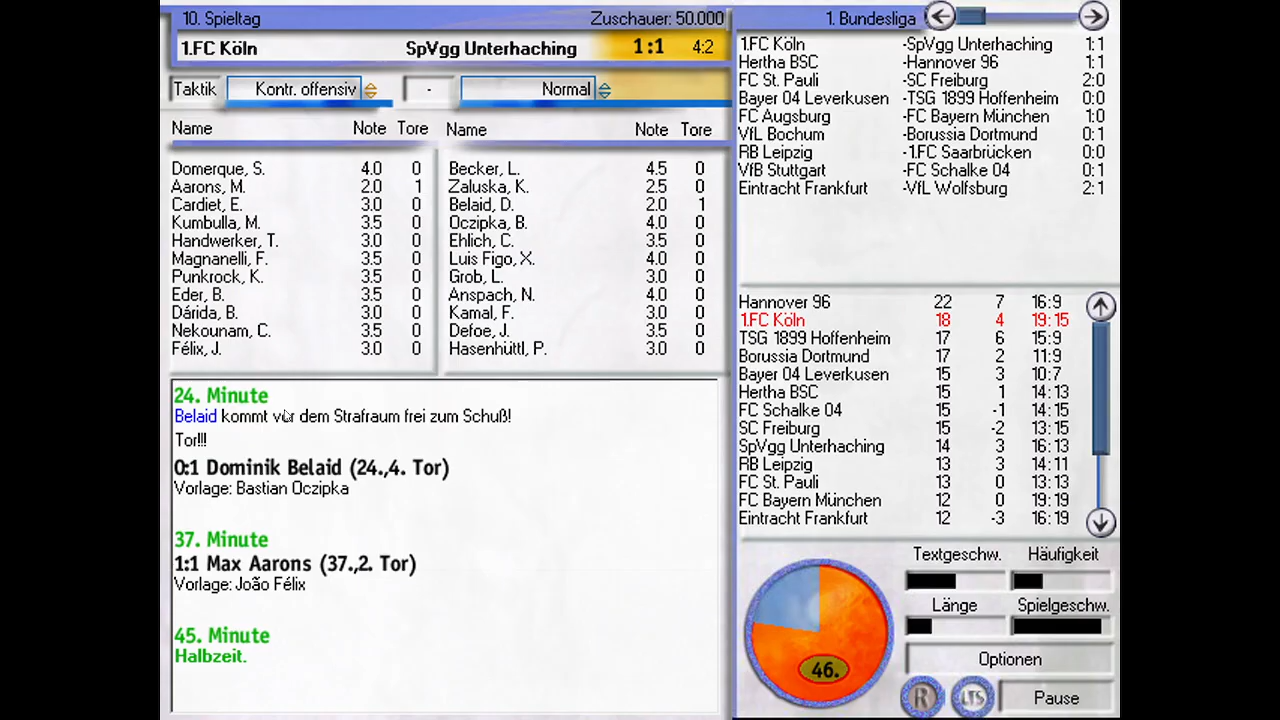 10. Spieltag Zuschauer: 50.000
1.FC Köln SpVgg Unterhaching 1:1 4:2
Taktik Kontr. offensiv - Normal
Name Note Tore Name Note Tore
Domerque, S. 4.0 0 Becker, L. 4.5 0
Aarons, M. 2.0 1 Zaluska, K. 2.5 0
Cardiet, E. 3.0 0 Belaid, D. 2.0 1
Kumbulla, M. 3.5 0 Oczipka, B. 4.0 0
Handwerker, T. 3.0 0 Ehlich, C. 3.5 0
Magnanelli, F. 3.5 0 Luis Figo, X. 4.0 0
Punkrock, K. 3.5 0 Grob, L. 3.0 0
Eder, B. 3.5 0 Anspach, N. 4.0 0
Dárida, B. 3.0 0 Kamal, F. 3.0 0
Nekounam, C. 3.5 0 Defoe, J. 3.5 0
Félix, J. 3.0 0 Hasenhüttl, P. 3.0 0
24. Minute
Belaid kommt vor dem Strafraum frei zum Schuß!
Tor!!!
0:1 Dominik Belaid (24.,4. Tor)
Vorlage: Bastian Oczipka
37. Minute
1:1 Max Aarons (37.,2. Tor)
Vorlage: João Félix
45. Minute
Halbzeit.
1. Bundesliga
1.FC Köln -SpVgg Unterhaching 1:1
Hertha BSC -Hannover 96 1:1
FC St. Pauli -SC Freiburg 2:0
Bayer 04 Leverkusen -TSG 1899 Hoffenheim 0:0
FC Augsburg -FC Bayern München 1:0
VfL Bochum -Borussia Dortmund 0:1
RB Leipzig -1.FC Saarbrücken 0:0
VfB Stuttgart -FC Schalke 04 0:1
Eintracht Frankfurt -VfL Wolfsburg 2:1
Hannover 96 22 7 16:9
1.FC Köln 18 4 19:15
TSG 1899 Hoffenheim 17 6 15:9
Borussia Dortmund 17 2 11:9
Bayer 04 Leverkusen 15 3 10:7
Hertha BSC 15 1 14:13
FC Schalke 04 15 -1 14:15
SC Freiburg 15 -2 13:15
SpVgg Unterhaching 14 3 16:13
RB Leipzig 13 3 14:11
FC St. Pauli 13 0 13:13
FC Bayern München 12 0 19:19
Eintracht Frankfurt 12 -3 16:19
Textgeschw. Häufigkeit
Länge Spielgeschw.
46.
Optionen
R LTS Pause